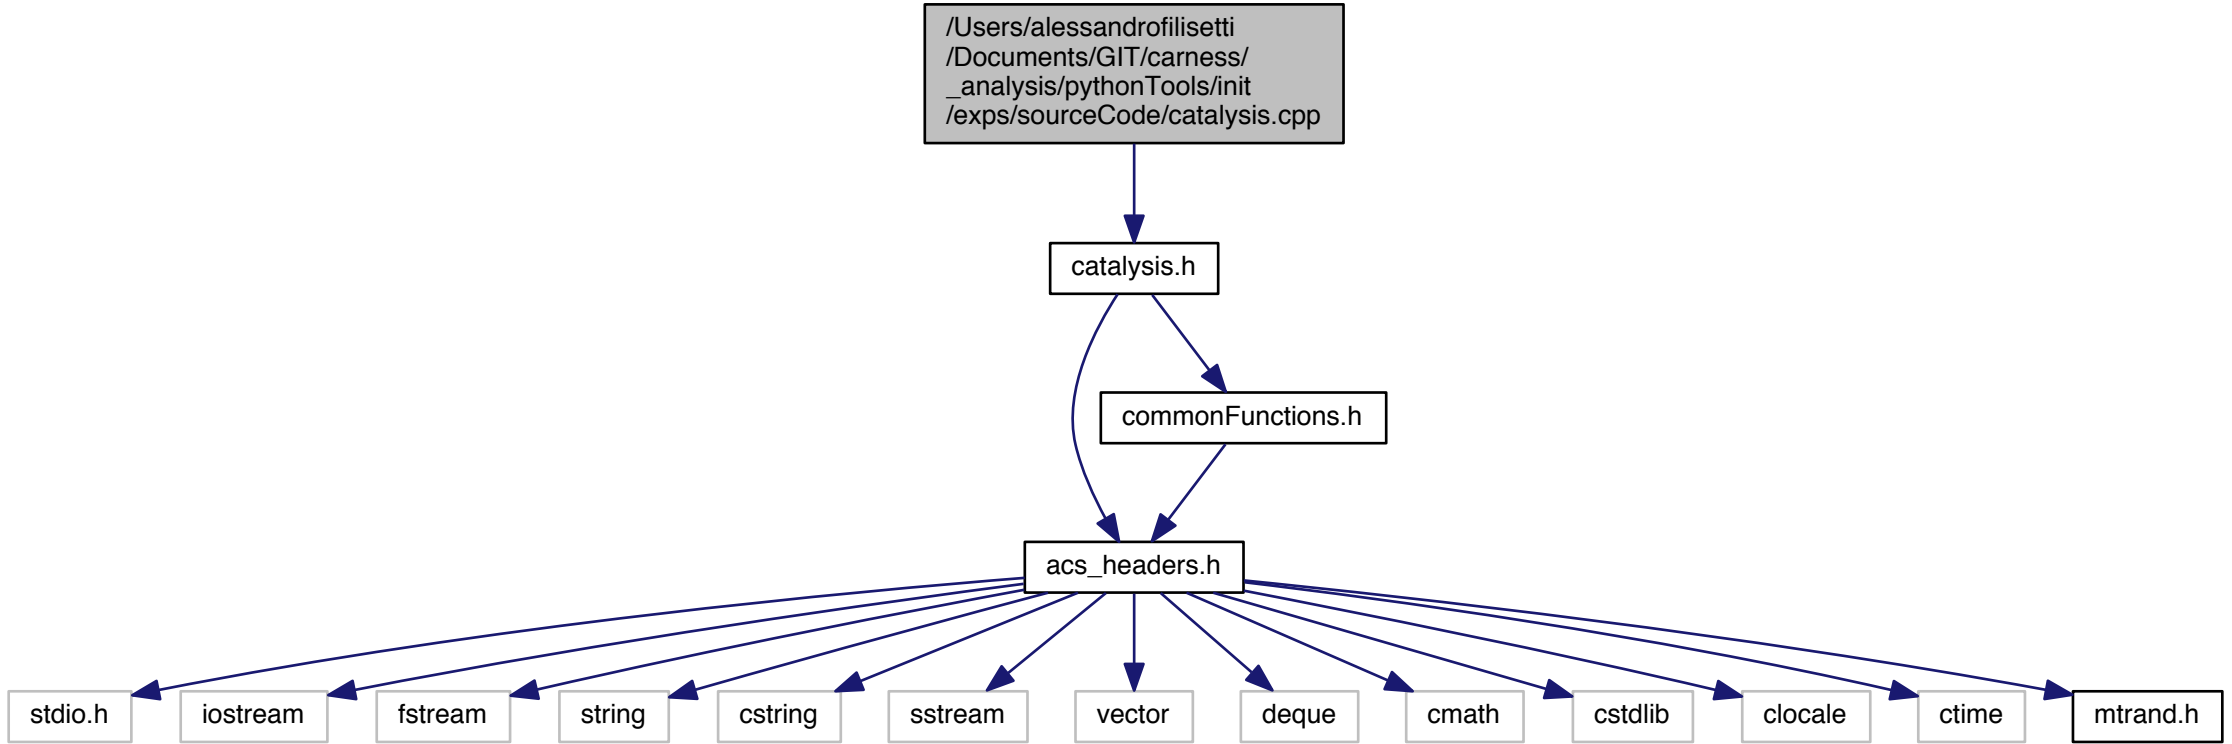 /Users/alessandrofilisetti
/Documents/GIT/carness/
_analysis/pythonTools/init
/exps/sourceCode/catalysis.cpp
catalysis.h
commonFunctions.h
acs_headers.h
stdio.h
iostream
fstream
string
cstring
sstream
vector
deque
cmath
cstdlib
clocale
ctime
mtrand.h